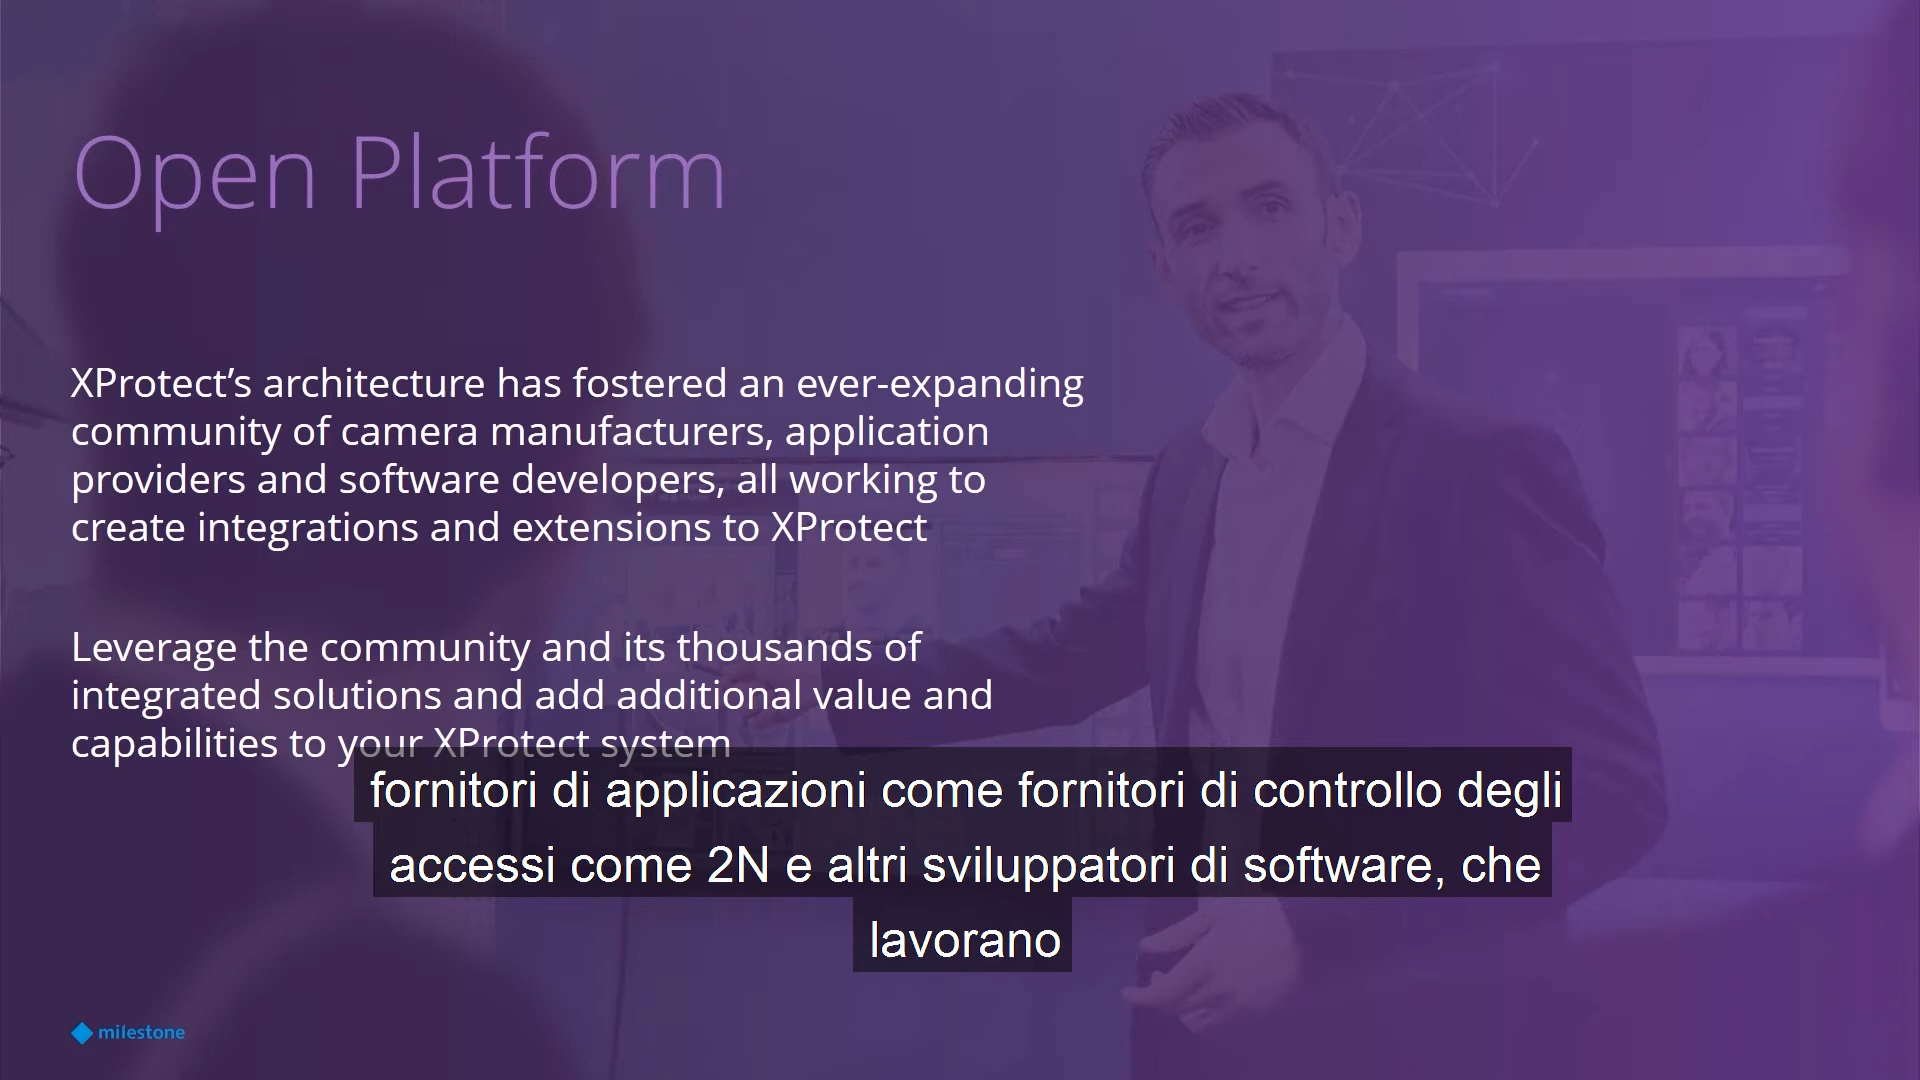 Open Platform
XProtect’s architecture has fostered an ever-expanding
community of camera manufacturers, application
providers and software developers, all working to
create integrations and extensions to XProtect
Leverage the community and its thousands of
integrated solutions and add additional value and
capabilities to your XProtect system
fornitori di applicazioni come fornitori di controllo degli
accessi come 2N e altri sviluppatori di software, che
lavorano
milestone